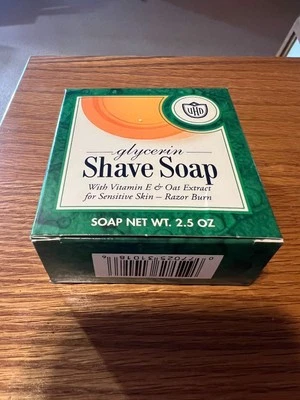 glycerin
Shave Soap
With Vitamin E & Oat Extract
for Sensitive Skin – Razor Burn
SOAP NET WT. 2.5 OZ